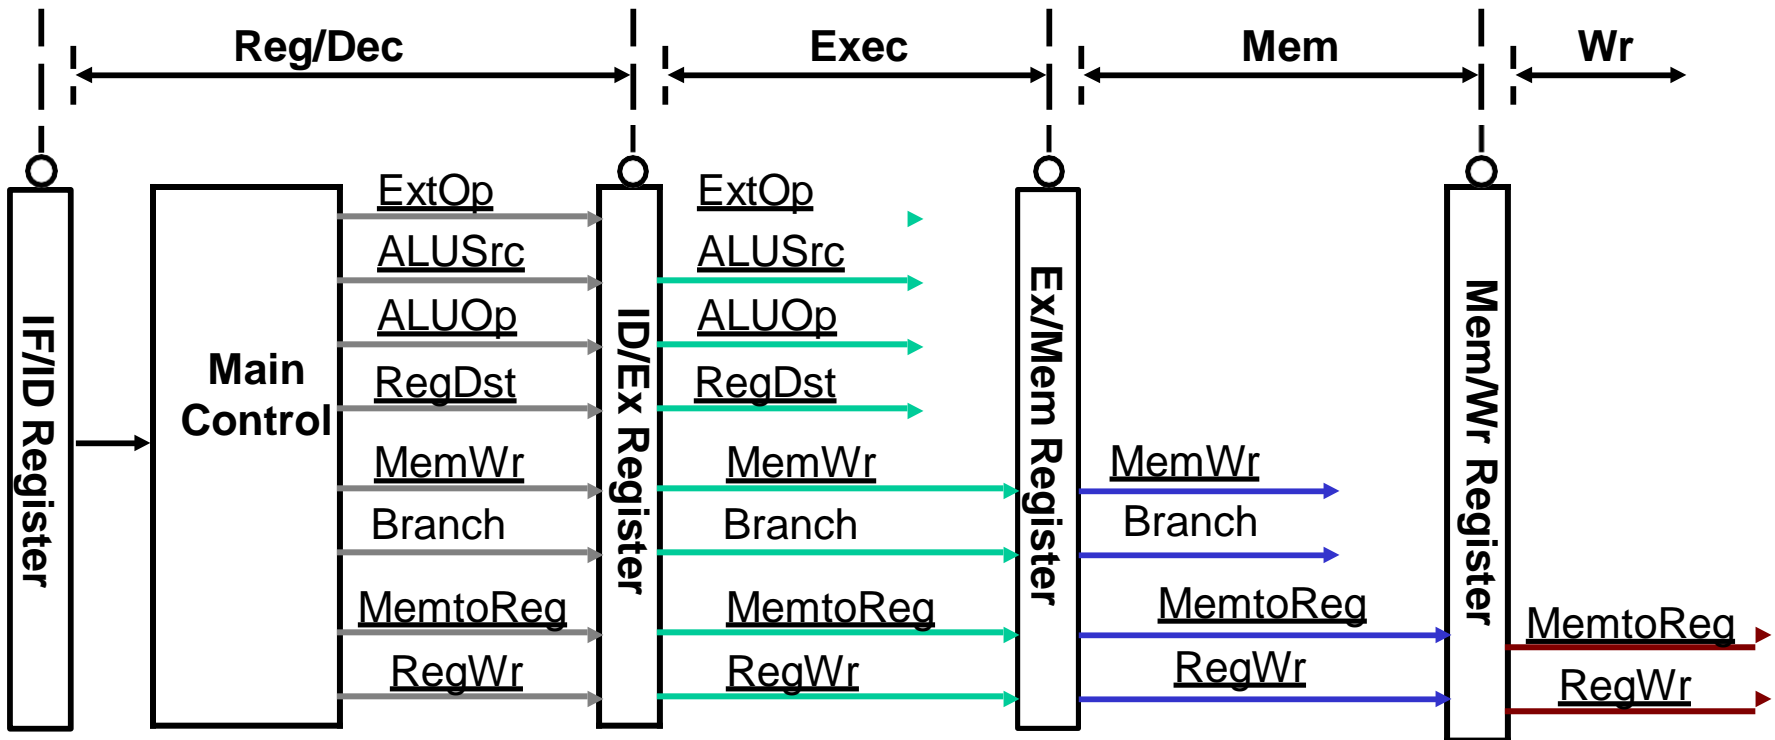 Reg/Dec
Exec
Mem
Wr
IF/ID Register
Main
Control
ExtOp
ALUSrc
ALUOp
RegDst
MemWr
Branch
MemtoReg
RegWr
ID/Ex Register
ExtOp
ALUSrc
ALUOp
RegDst
MemWr
Branch
MemtoReg
RegWr
Ex/Mem Register
MemWr
Branch
MemtoReg
RegWr
Mem/Wr Register
MemtoReg
RegWr